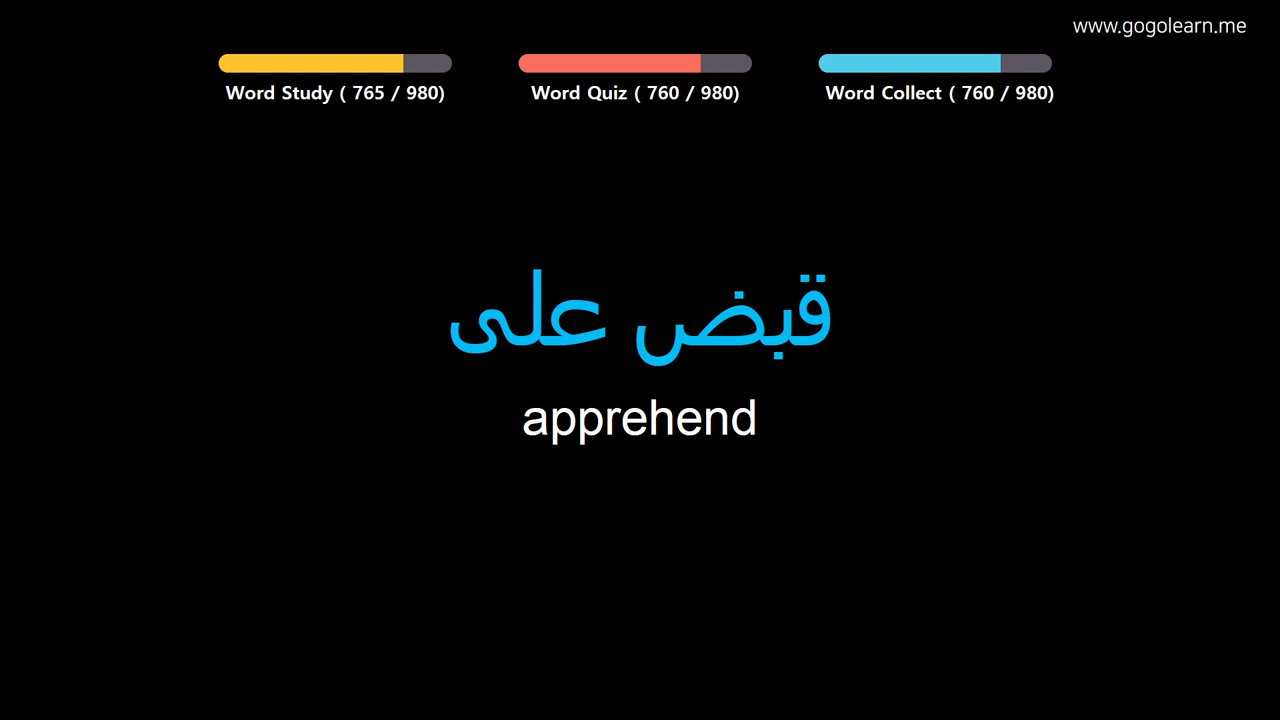 www.gogolearn.me
Word Study ( 765 / 980)
Word Quiz ( 760 / 980)
Word Collect ( 760 / 980)
قبض على
apprehend